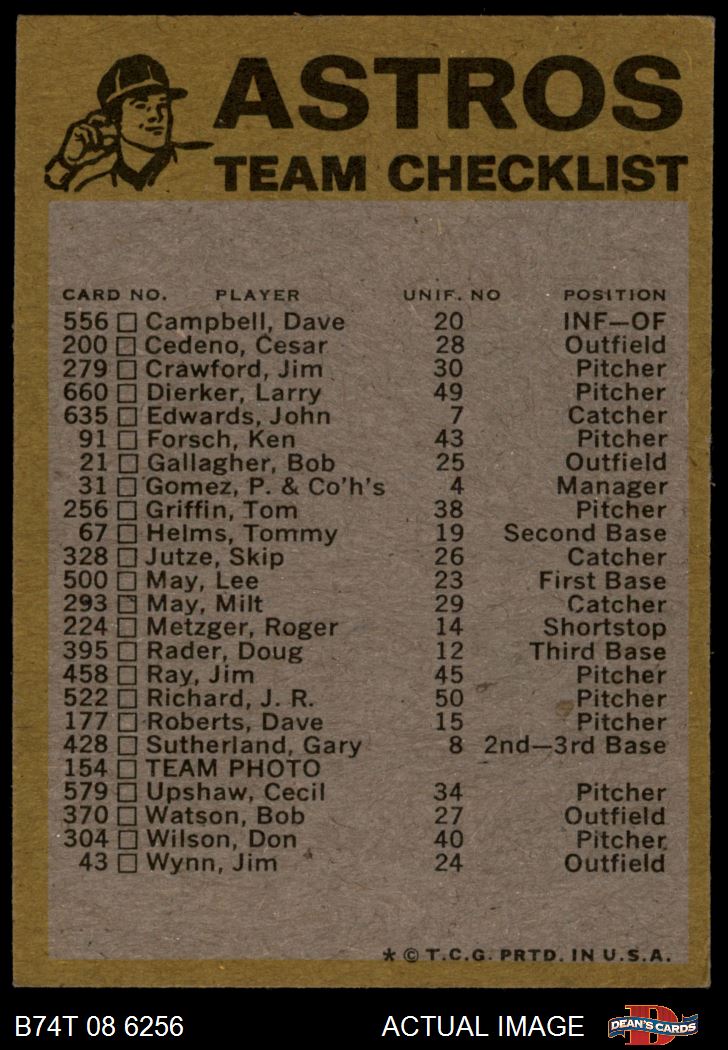 ASTROS
TEAM CHECKLIST
CARD NO. PLAYER UNIF. NO POSITION
556 □ Campbell, Dave 20 INF—OF
200 □ Cedeno, Cesar 28 Outfield
279 □ Crawford, Jim 30 Pitcher
660 □ Dierker, Larry 49 Pitcher
635 □ Edwards, John 7 Catcher
91 □ Forsch, Ken 43 Pitcher
21 □ Gallagher, Bob 25 Outfield
31 □ Gomez, P. & Co'h's 4 Manager
256 □ Griffin, Tom 38 Pitcher
67 □ Helms, Tommy 19 Second Base
328 □ Jutze, Skip 26 Catcher
500 □ May, Lee 23 First Base
293 □ May, Milt 29 Catcher
224 □ Metzger, Roger 14 Shortstop
395 □ Rader, Doug 12 Third Base
458 □ Ray, Jim 45 Pitcher
522 □ Richard, J. R. 50 Pitcher
177 □ Roberts, Dave 15 Pitcher
428 □ Sutherland, Gary 8 2nd—3rd Base
154 □ TEAM PHOTO
579 □ Upshaw, Cecil 34 Pitcher
370 □ Watson, Bob 27 Outfield
304 □ Wilson, Don 40 Pitcher
43 □ Wynn, Jim 24 Outfield
* © T.C.G. PRTD. IN U.S.A.
B74T 08 6256 ACTUAL IMAGE D DEAN'S CARDS